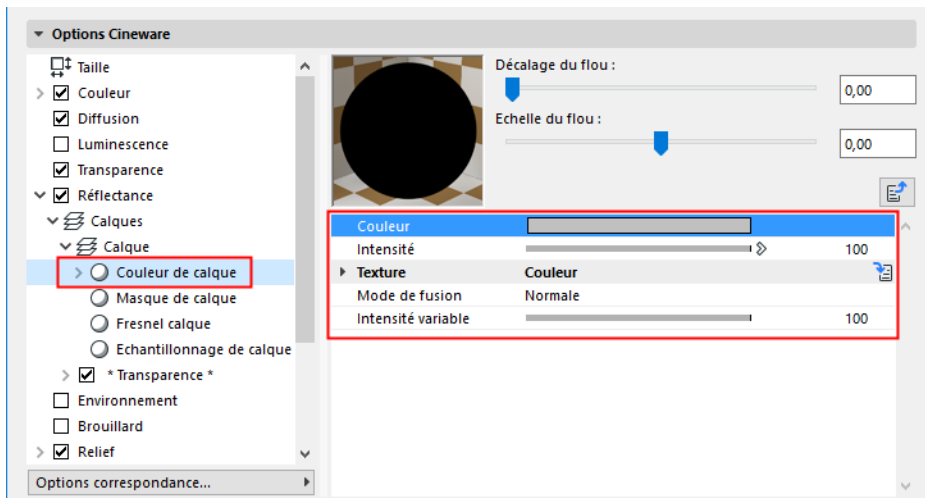 Options Cineware
Taille
Couleur
Diffusion
Luminescence
Transparence
Réflectance
Calques
Calque
Couleur de calque
Masque de calque
Fresnel calque
Echantillonnage de calque
* Transparence *
Environnement
Brouillard
Relief
Options correspondance...
Décalage du flou :
0,00
Echelle du flou :
0,00
Couleur
Intensité 100
Texture Couleur
Mode de fusion Normale
Intensité variable 100